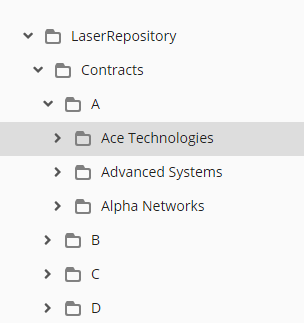 LaserRepository
Contracts
A
Ace Technologies
Advanced Systems
Alpha Networks
B
C
D